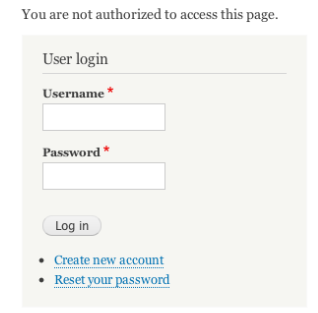 You are not authorized to access this page.
User login
Username *
Password *
Log in
Create new account
Reset your password